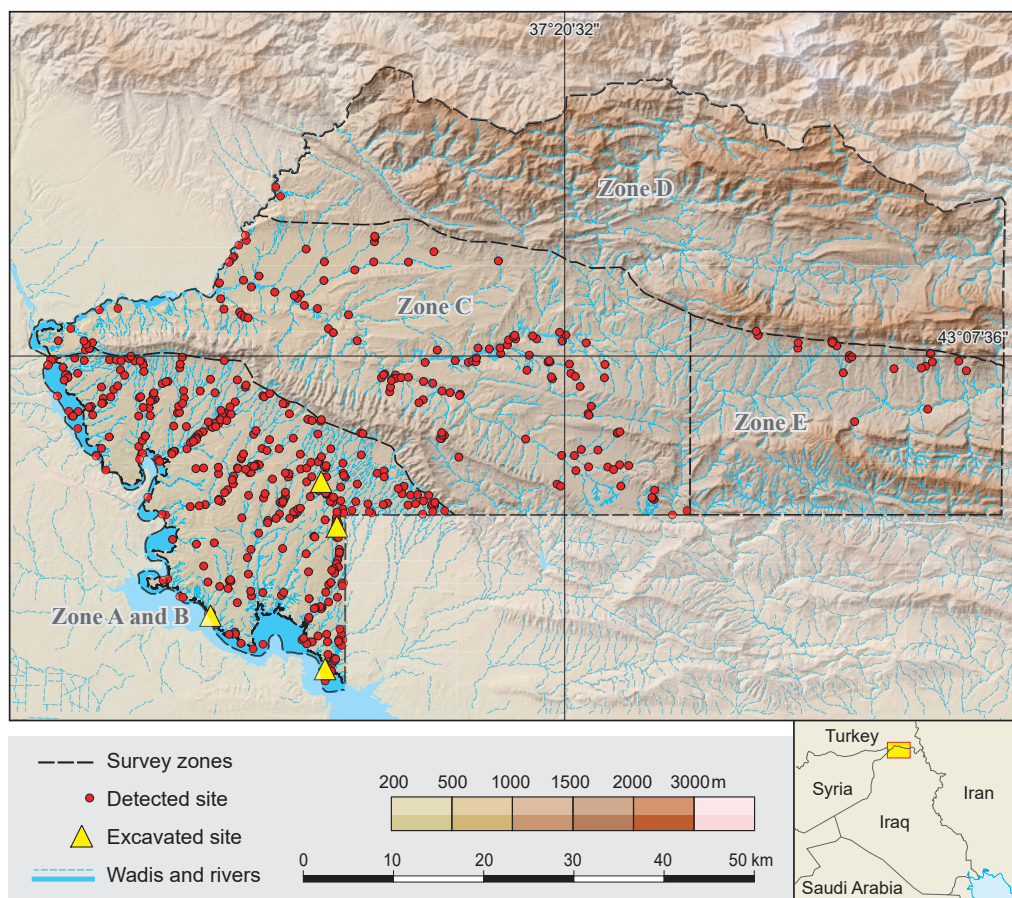 37°20'32"
Zone D
Zone C
43°07'36"
Zone E
Zone A and B
Survey zones
Detected site
Excavated site
Wadis and rivers
200 500 1000 1500 2000 3000m
0 10 20 30 40 50 km
Turkey
Syria
Iran
Iraq
Saudi Arabia